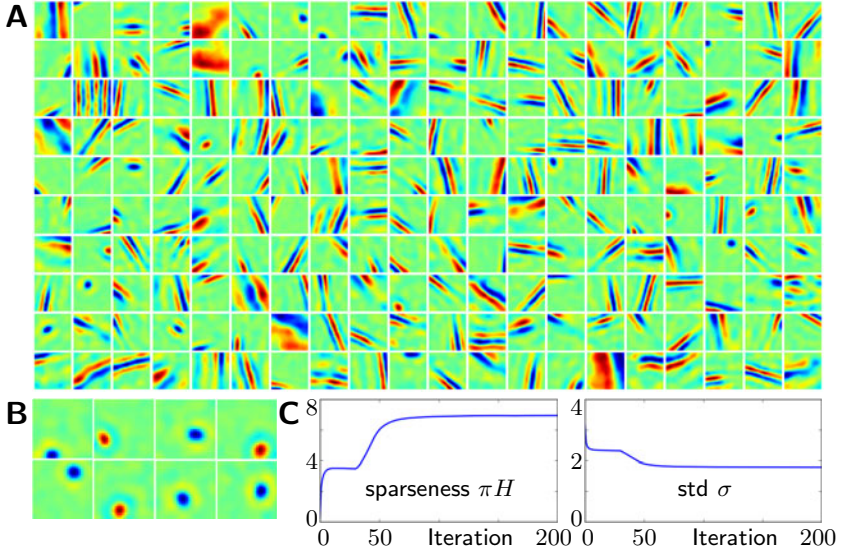 A
B
C
8
4
0
sparseness πH
0 50 Iteration 200
4
2
0
std σ
0 50 Iteration 200